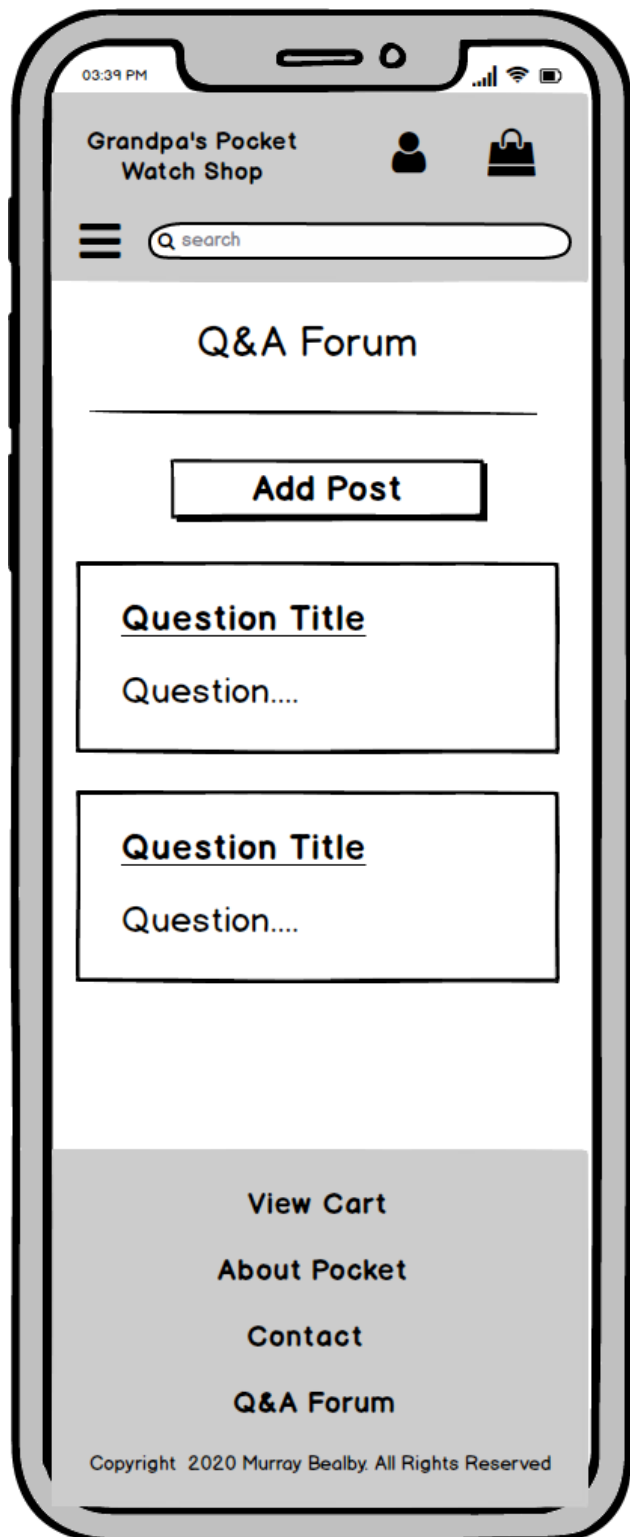 03:39 PM
Grandpa's Pocket
Watch Shop
search
Q&A Forum
Add Post
Question Title
Question....
Question Title
Question....
View Cart
About Pocket
Contact
Q&A Forum
Copyright 2020 Murray Bealby. All Rights Reserved